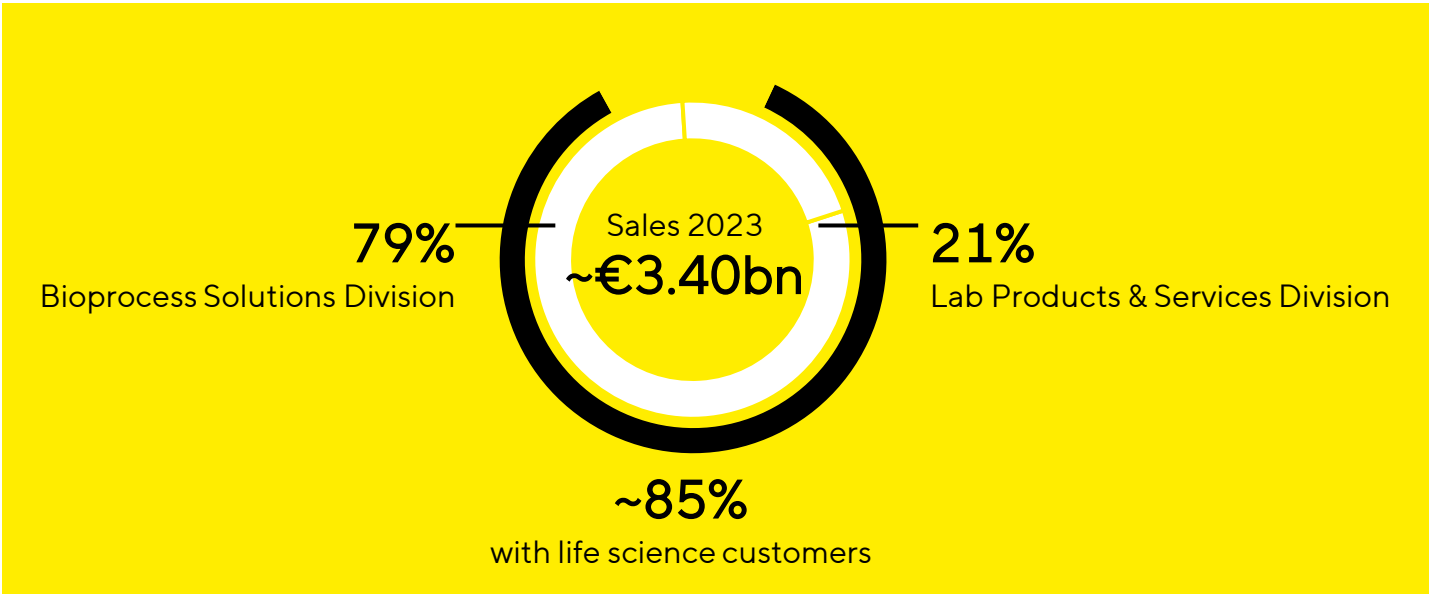 Sales 2023
~€3.40bn
79%
Bioprocess Solutions Division
21%
Lab Products & Services Division
~85%
with life science customers